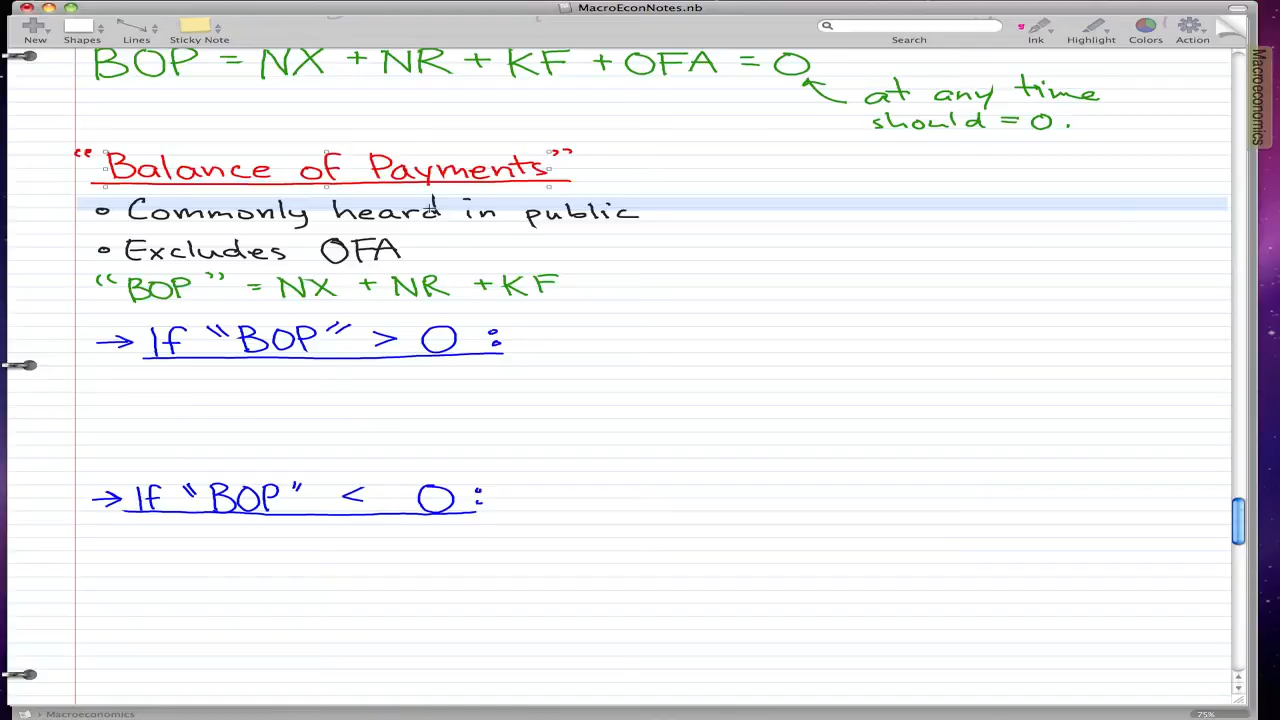 MacroEconNotes.nb
New Shapes Lines Sticky Note Search Ink Highlight Colors Action
Macroeconomics
BOP = NX + NR + KF + OFA = 0
at any time
should = 0.
"Balance of Payments"
• Commonly heard in public
• Excludes OFA
"BOP" = NX + NR + KF
→ If "BOP" > 0 :
→ If "BOP" < 0 :
Macroeconomics
75%